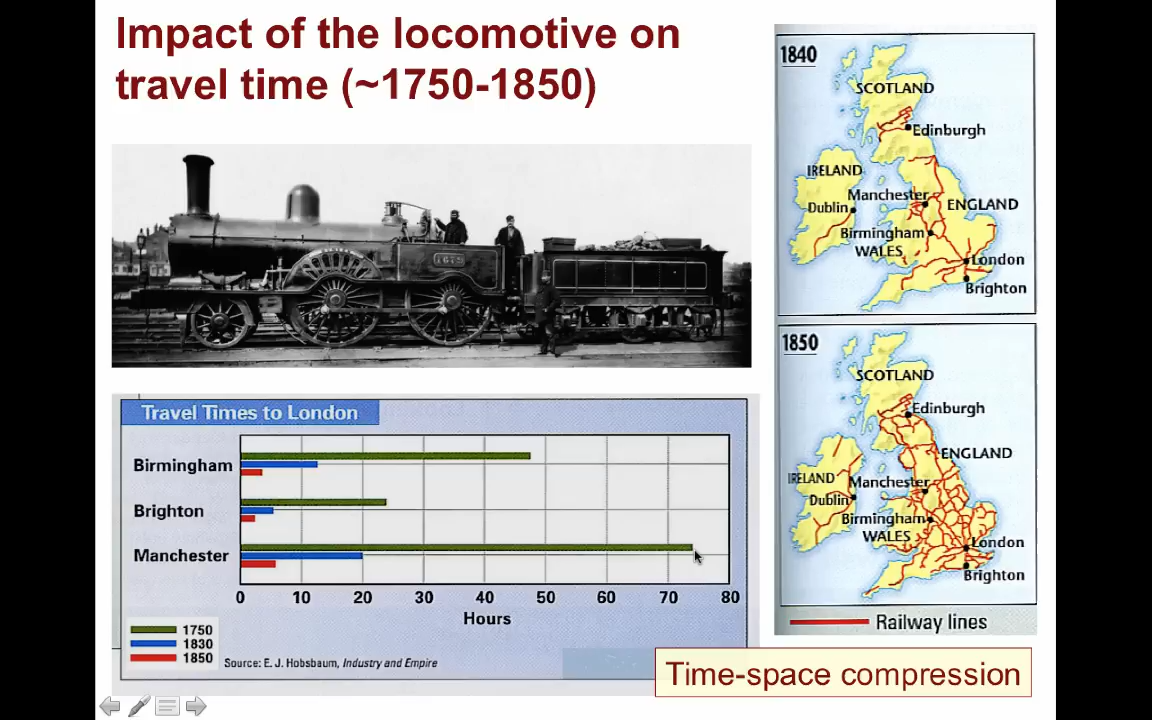 Impact of the locomotive on
travel time (~1750-1850)
1840
SCOTLAND
Edinburgh
IRELAND
Manchester
ENGLAND
Dublin
Birmingham
WALES
London
Brighton
Travel Times to London
Birmingham
Brighton
Manchester
0 10 20 30 40 50 60 70 80
Hours
1750
1830
1850
Source: E. J. Hobsbaum, Industry and Empire
1850
SCOTLAND
Edinburgh
ENGLAND
IRELAND
Manchester
Dublin
Birmingham
WALES
London
Brighton
Railway lines
Time-space compression